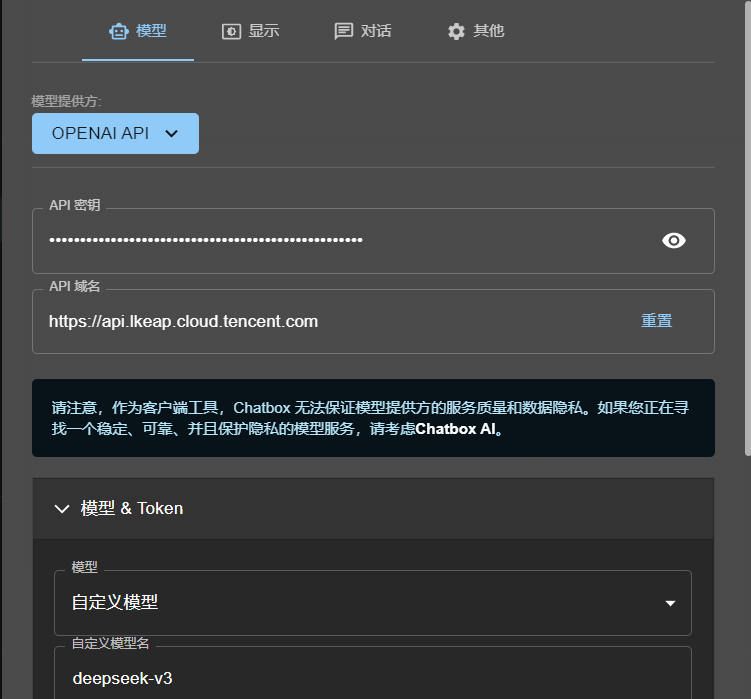 模型 显示 对话 其他
模型提供方:
OPENAI API
API 密钥
••••••••••••••••••••••••••••••••••••••••••••••••••
API 域名
https://api.lkeap.cloud.tencent.com 重置
请注意，作为客户端工具，Chatbox 无法保证模型提供方的服务质量和数据隐私。如果您正在寻
找一个稳定、可靠、并且保护隐私的模型服务，请考虑Chatbox AI。
模型 & Token
模型
自定义模型
自定义模型名
deepseek-v3